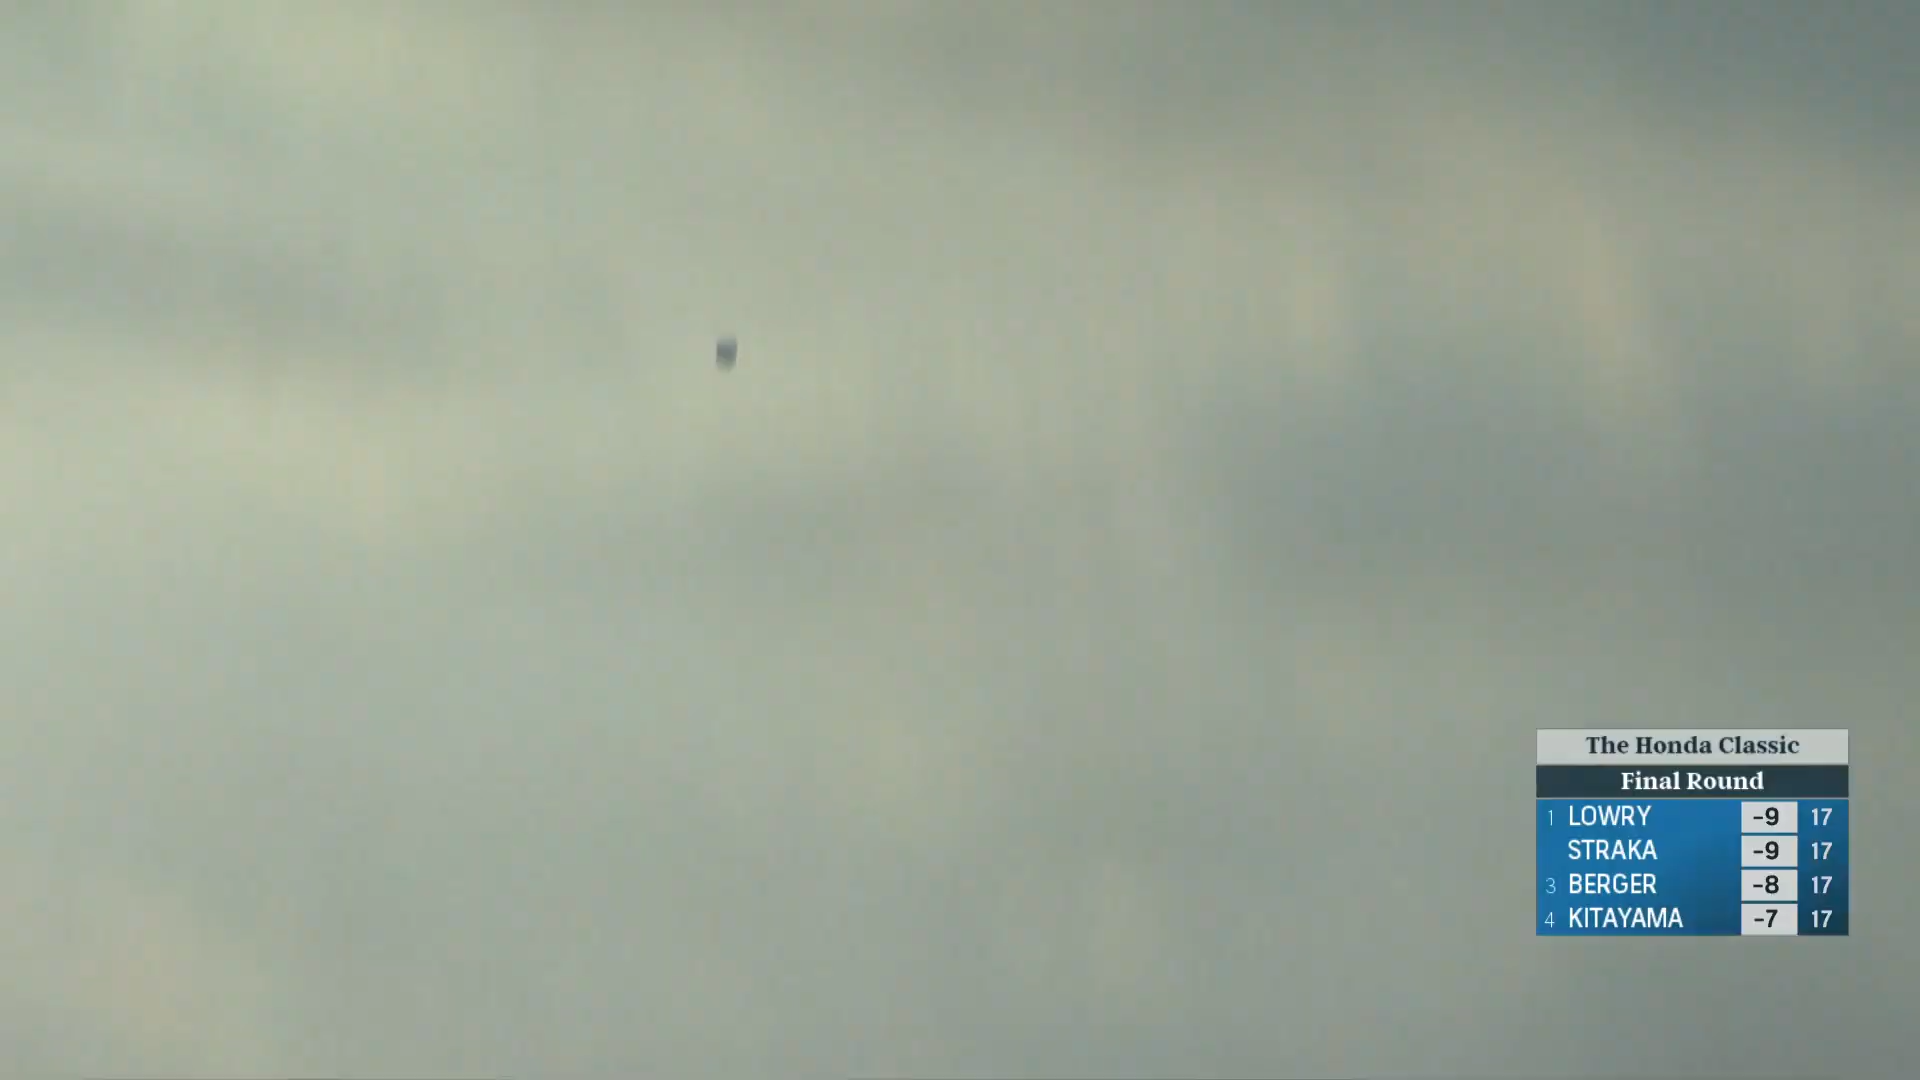 The Honda Classic
Final Round
1 LOWRY -9 17
STRAKA -9 17
3 BERGER -8 17
4 KITAYAMA -7 17